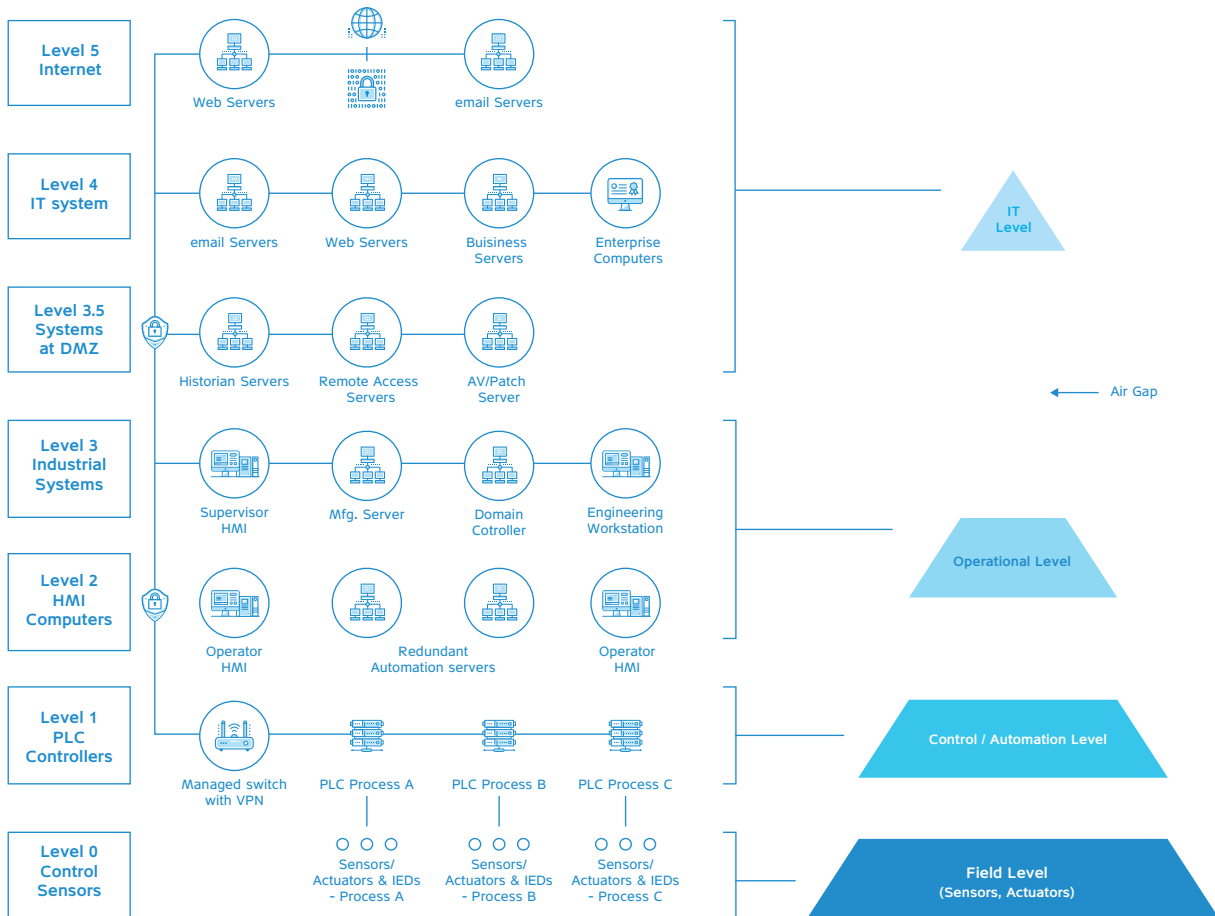 Level 5
Internet
Web Servers
email Servers
Level 4
IT system
email Servers
Web Servers
Buisiness
Servers
Enterprise
Computers
IT
Level
Level 3.5
Systems
at DMZ
Historian Servers
Remote Access
Servers
AV/Patch
Server
Air Gap
Level 3
Industrial
Systems
Supervisor
HMI
Mfg. Server
Domain
Cotroller
Engineering
Workstation
Operational Level
Level 2
HMI
Computers
Operator
HMI
Redundant
Automation servers
Operator
HMI
Level 1
PLC
Controllers
Managed switch
with VPN
PLC Process A
PLC Process B
PLC Process C
Control / Automation Level
Level 0
Control
Sensors
Sensors/
Actuators & IEDs
- Process A
Sensors/
Actuators & IEDs
- Process B
Sensors/
Actuators & IEDs
- Process C
Field Level
(Sensors, Actuators)